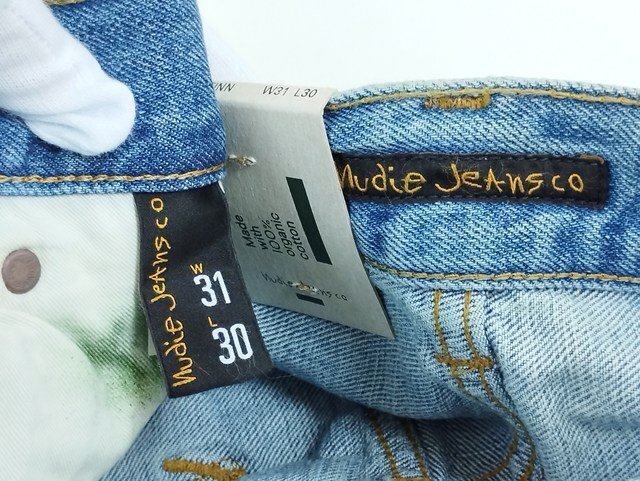 W31 L30
Nudie Jeans co
Made
with
100%
organic
cotton
nudie jeans co
Nudie Jeans co
W
31
L
30